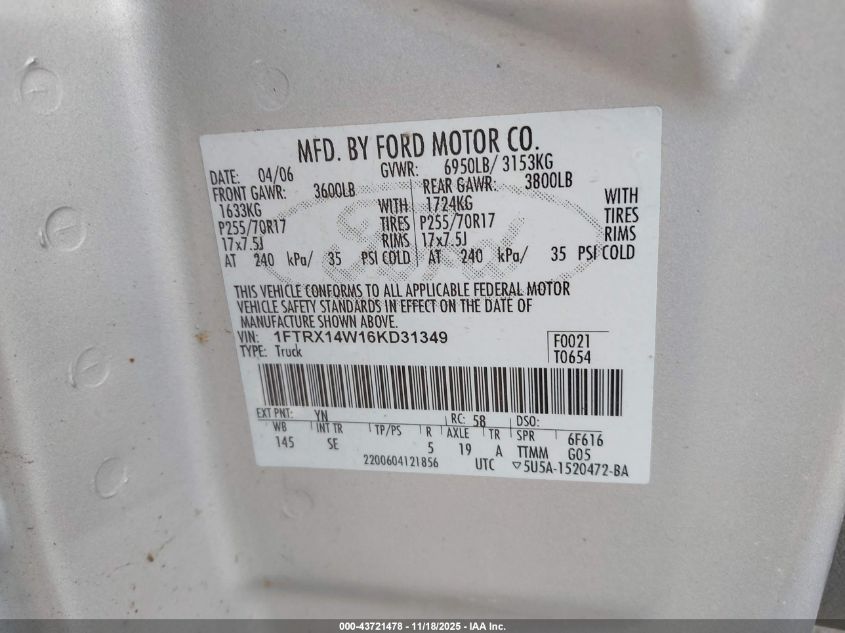 MFD. BY FORD MOTOR CO.
DATE: 04/06 GVWR: 6950LB/ 3153KG
FRONT GAWR: 3600LB REAR GAWR: 3800LB
1633KG WITH 1724KG WITH
P255/70R17 TIRES P255/70R17 TIRES
17x7.5J RIMS 17x7.5J RIMS
AT 240 kPa/ 35 PSI COLD AT 240 kPa/ 35 PSI COLD
Ford
THIS VEHICLE CONFORMS TO ALL APPLICABLE FEDERAL MOTOR
VEHICLE SAFETY STANDARDS IN EFFECT ON THE DATE OF
MANUFACTURE SHOWN ABOVE.
VIN: 1FTRX14W16KD31349 F0021
TYPE: Truck T0654
EXT PNT: YN RC: 58 DSO:
WB INT TR TP/PS R AXLE TR SPR 6F616
145 SE 5 19 A TTMM G05
2200604121856 UTC ▽5U5A-1520472-BA
000-43721478 - 11/18/2025 - IAA Inc.